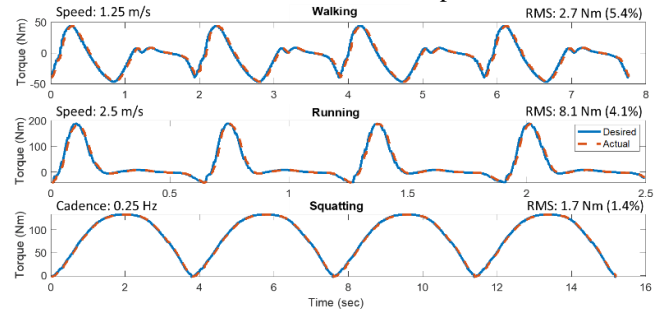 Speed: 1.25 m/s Walking RMS: 2.7 Nm (5.4%)
Torque (Nm)
50
0
-50
0 1 2 3 4 5 6 7 8
Speed: 2.5 m/s Running RMS: 8.1 Nm (4.1%)
Torque (Nm)
200
100
0
Desired
Actual
0 0.5 1 1.5 2 2.5
Cadence: 0.25 Hz Squatting RMS: 1.7 Nm (1.4%)
Torque (Nm)
100
50
0
0 2 4 6 8 10 12 14 16
Time (sec)